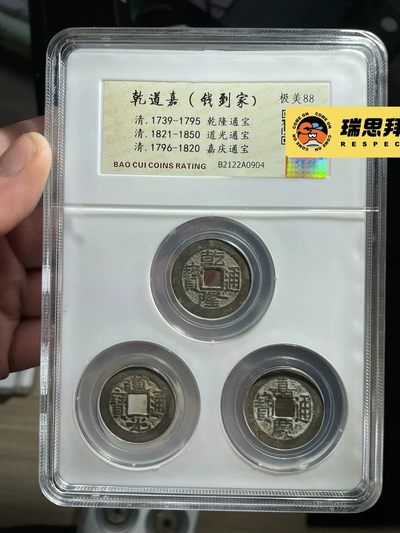 乾道嘉(钱到家) 极美88
清.1739-1795 乾隆通宝
清.1821-1850 道光通宝
清.1796-1820 嘉庆通宝
BAO CUI COINS RATING B2122A0904
COME ON
瑞思拜
RESPEC
乾隆通寶
道光通寶
嘉慶通寶